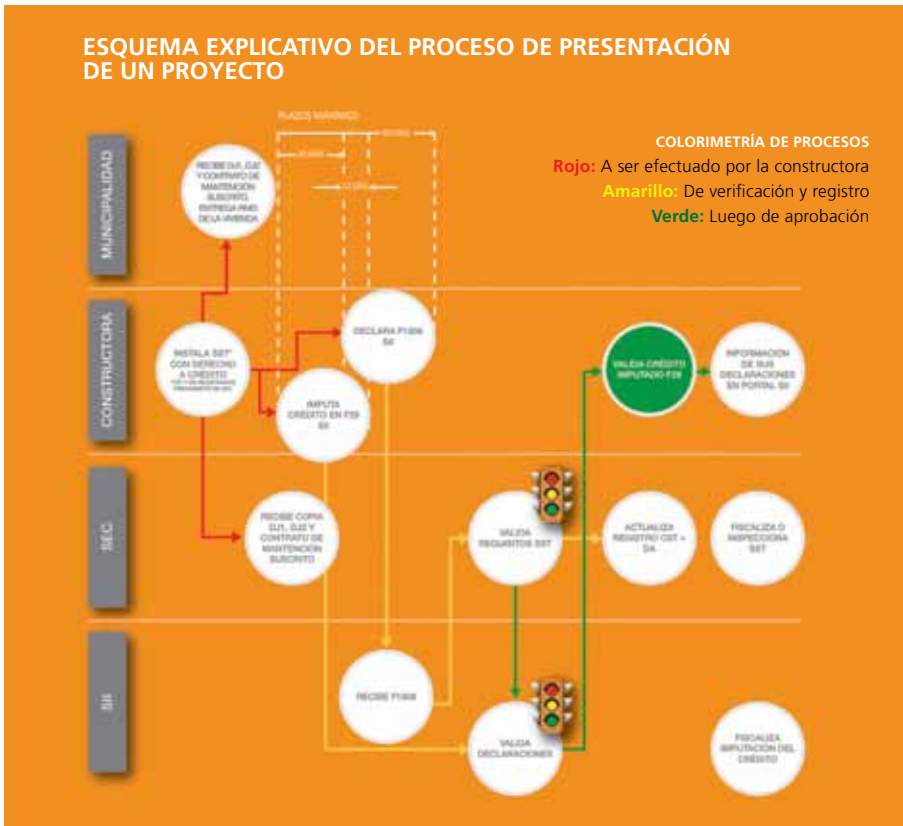 ESQUEMA EXPLICATIVO DEL PROCESO DE PRESENTACIÓN
DE UN PROYECTO
PLAZOS MÁXIMOS
COLORIMETRÍA DE PROCESOS
Rojo: A ser efectuado por la constructora
Amarillo: De verificación y registro
Verde: Luego de aprobación
MUNICIPALIDAD
RECIBE DJ1, DJ2
Y CONTRATO DE
MANTENCIÓN
SUSCRITO,
ENTREGA
DE LA VIVIENDA
CONSTRUCTORA
INSTALA SST*
CON DERECHO
A CRÉDITO
IMPUTA
CRÉDITO EN F29
SII
DECLARA
SII
VALIDA CRÉDITO
IMPUTADO F29
INFORMACIÓN
DE SUS
DECLARACIONES
EN PORTAL SII
SEC
RECIBE COPIA
DJ1, DJ2 Y
CONTRATO DE
MANTENCIÓN
SUSCRITO
VALIDA
REQUISITOS SST
ACTUALIZA
REGISTRO CST +
DA
FISCALIZA O
INSPECCIONA
SST
SII
RECIBE
VALIDA
DECLARACIONES
FISCALIZA
IMPUTACIÓN DEL
CRÉDITO